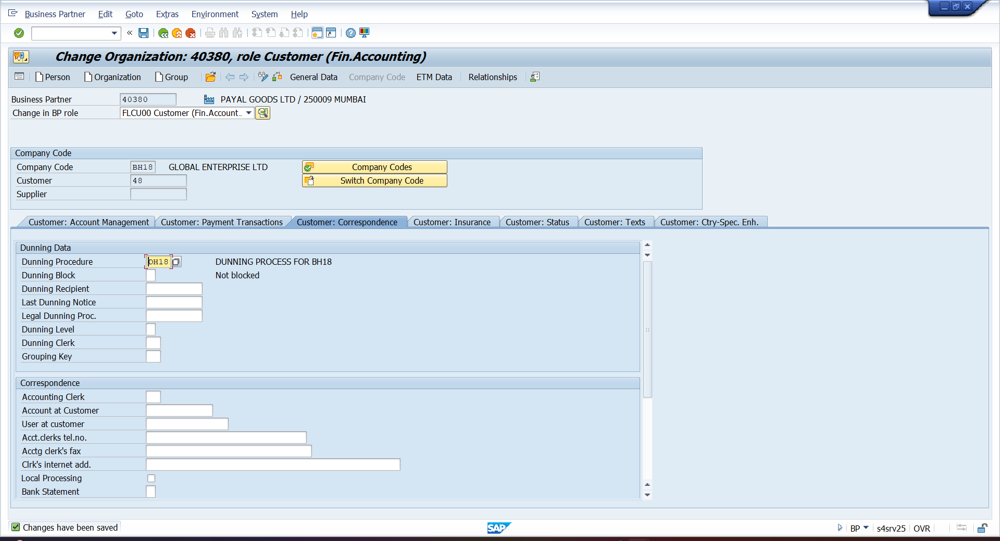 Business Partner Edit Goto Extras Environment System Help
Change Organization: 40380, role Customer (Fin.Accounting)
Person Organization Group General Data Company Code ETM Data Relationships
Business Partner 40380 PAYAL GOODS LTD / 250009 MUMBAI
Change in BP role FLCU00 Customer (Fin.Account...
Company Code
Company Code BH18 GLOBAL ENTERPRISE LTD Company Codes
Customer 48 Switch Company Code
Supplier
Customer: Account Management Customer: Payment Transactions Customer: Correspondence Customer: Insurance Customer: Status Customer: Texts Customer: Ctry-Spec. Enh.
Dunning Data
Dunning Procedure DH18 DUNNING PROCESS FOR BH18
Dunning Block Not blocked
Dunning Recipient
Last Dunning Notice
Legal Dunning Proc.
Dunning Level
Dunning Clerk
Grouping Key
Correspondence
Accounting Clerk
Account at Customer
User at customer
Acct.clerks tel.no.
Acctg clerk's fax
Clrk's internet add.
Local Processing
Bank Statement
Changes have been saved SAP BP s4srv25 OVR